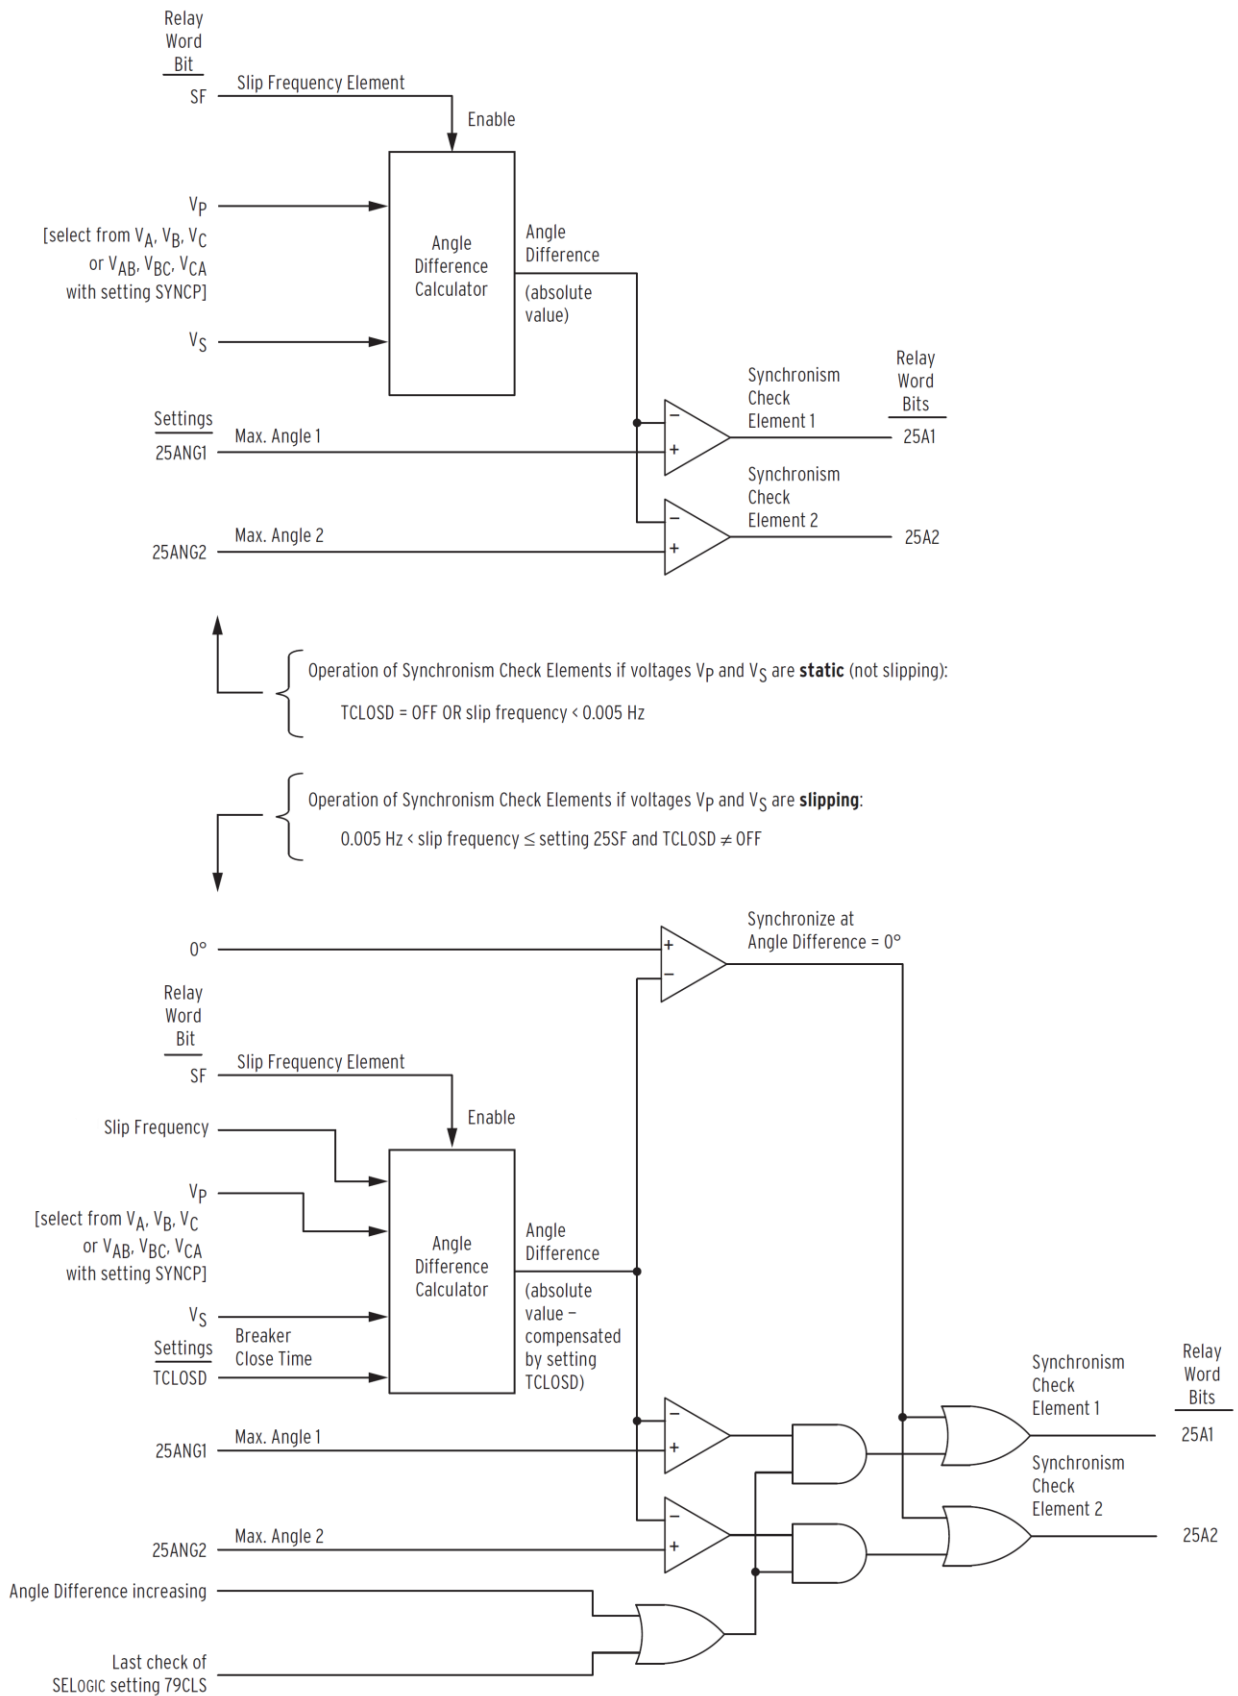 Relay
Word
Bit
SF
Slip Frequency Element
Enable
VP
[select from VA, VB, VC
or VAB, VBC, VCA
with setting SYNCP]
VS
Angle
Difference
Calculator
Angle
Difference
(absolute
value)
Settings
25ANG1
Max. Angle 1
25ANG2
Max. Angle 2
−
+
−
+
Synchronism
Check
Element 1
Synchronism
Check
Element 2
Relay
Word
Bits
25A1
25A2
Operation of Synchronism Check Elements if voltages VP and VS are static (not slipping):
TCLOSD = OFF OR slip frequency < 0.005 Hz
Operation of Synchronism Check Elements if voltages VP and VS are slipping:
0.005 Hz < slip frequency ≤ setting 25SF and TCLOSD ≠ OFF
0°
+
−
Synchronize at
Angle Difference = 0°
Relay
Word
Bit
SF
Slip Frequency Element
Enable
Slip Frequency
VP
[select from VA, VB, VC
or VAB, VBC, VCA
with setting SYNCP]
VS
Settings
TCLOSD
Breaker
Close Time
Angle
Difference
Calculator
Angle
Difference
(absolute
value −
compensated
by setting
TCLOSD)
25ANG1
Max. Angle 1
25ANG2
Max. Angle 2
−
+
−
+
Angle Difference increasing
Last check of
SELOGIC setting 79CLS
Synchronism
Check
Element 1
Synchronism
Check
Element 2
Relay
Word
Bits
25A1
25A2